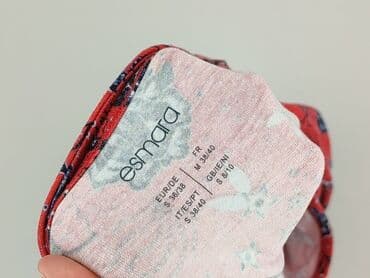 esmara
EUR/DE
S 36/38
FR
M 38/40
IT/ES/PT
S 38/40
GB/IE/NI
S 8/10